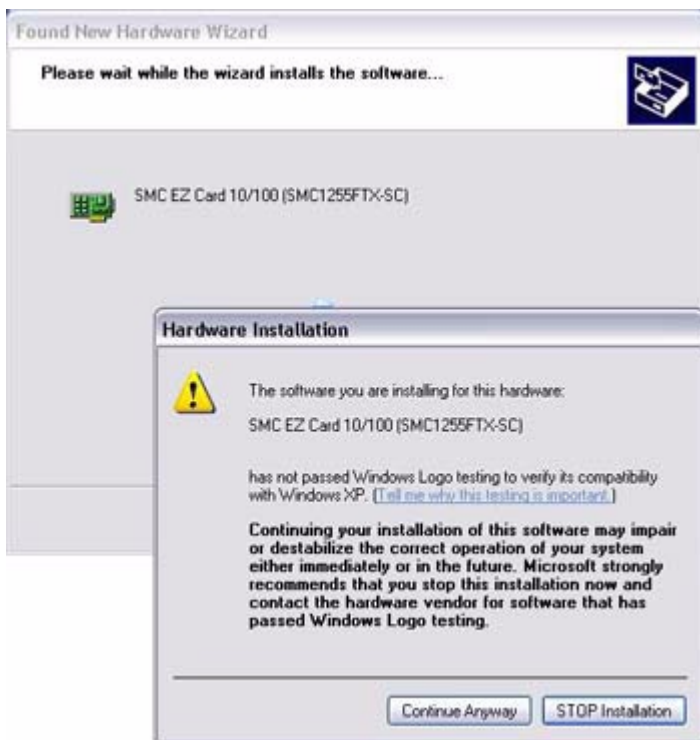 Found New Hardware Wizard
Please wait while the wizard installs the software...
SMC EZ Card 10/100 (SMC1255FTX-SC)
Hardware Installation
The software you are installing for this hardware:
SMC EZ Card 10/100 (SMC1255FTX-SC)
has not passed Windows Logo testing to verify its compatibility
with Windows XP. (Tell me why this testing is important.)
Continuing your installation of this software may impair
or destabilize the correct operation of your system
either immediately or in the future. Microsoft strongly
recommends that you stop this installation now and
contact the hardware vendor for software that has
passed Windows Logo testing.
Continue Anyway
STOP Installation